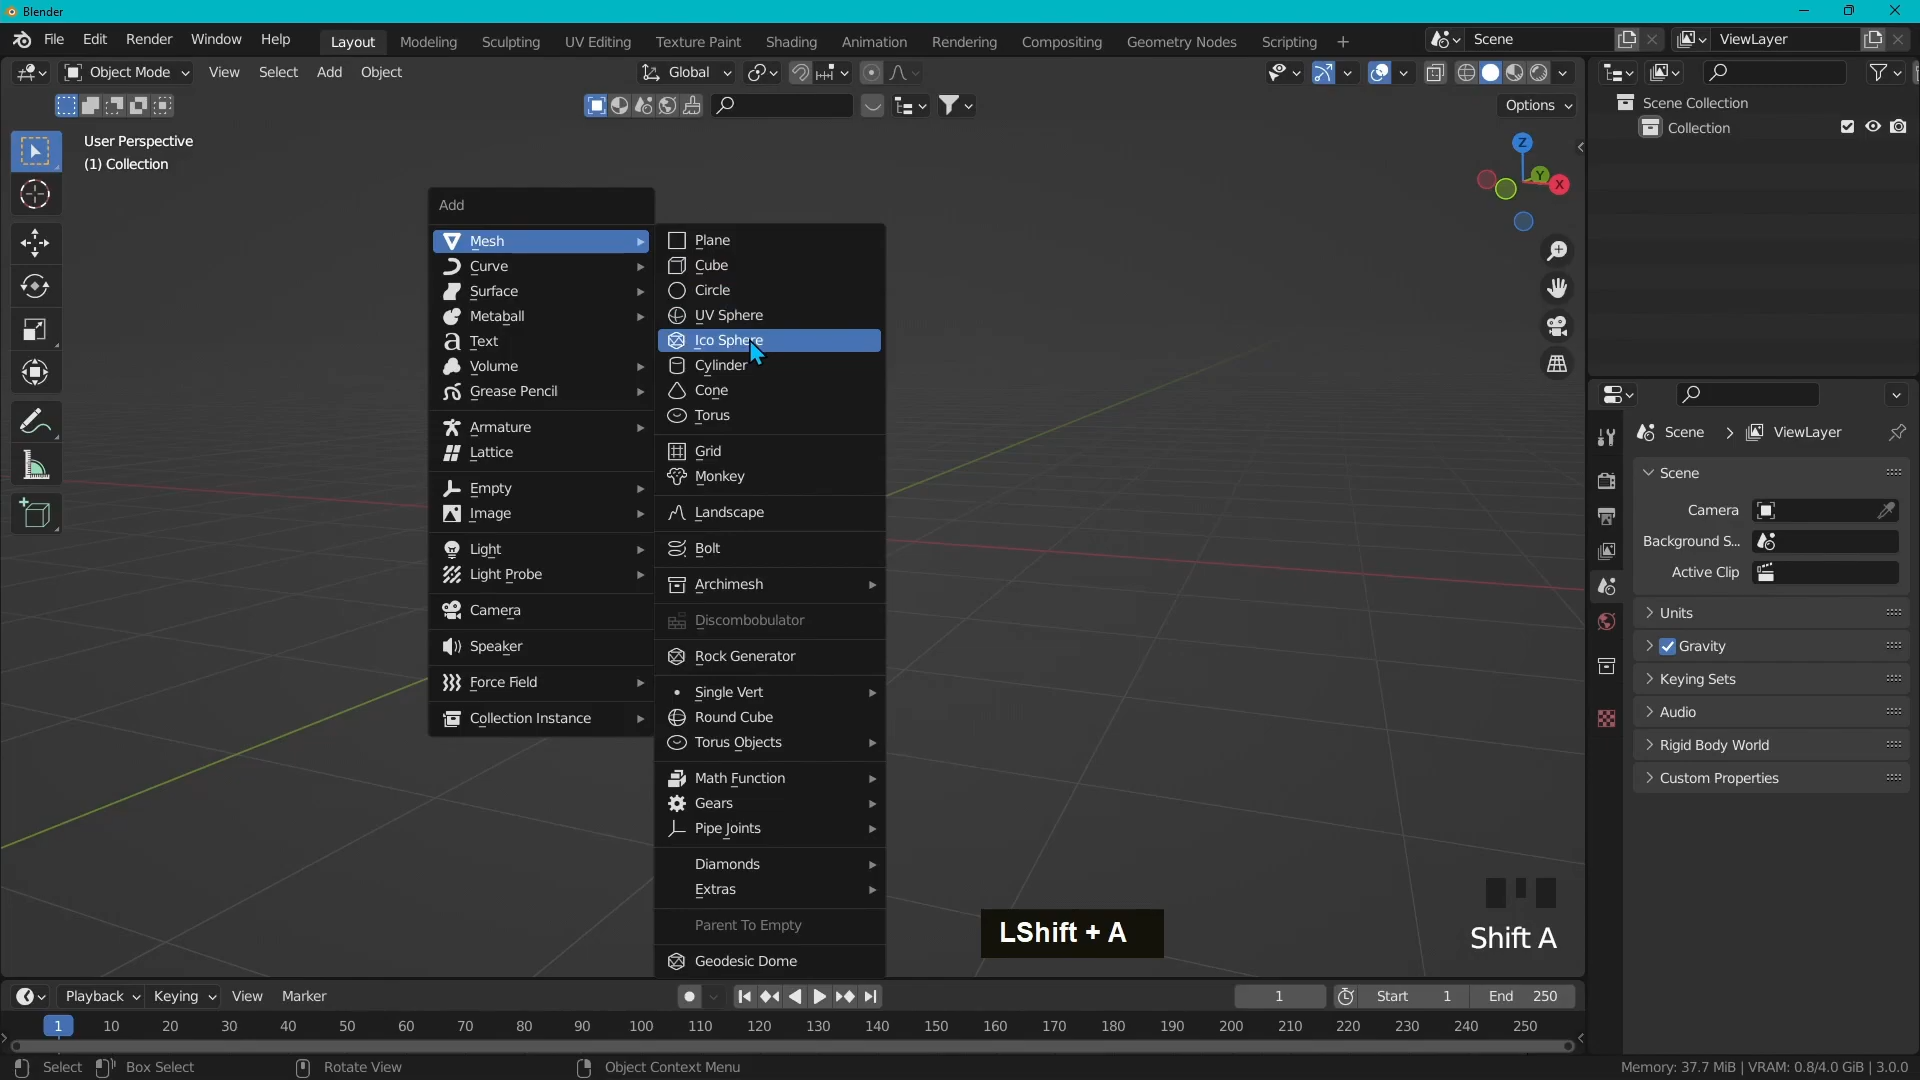 Blender
File Edit Render Window Help Layout Modeling Sculpting UV Editing Texture Paint Shading Animation Rendering Compositing Geometry Nodes Scripting + Scene ViewLayer
Object Mode View Select Add Object Global
Options
User Perspective
(1) Collection
Scene Collection
Collection
Z
Y
X
Add
Mesh
Curve
Surface
Metaball
Text
Volume
Grease Pencil
Armature
Lattice
Empty
Image
Light
Light Probe
Camera
Speaker
Force Field
Collection Instance
Plane
Cube
Circle
UV Sphere
Ico Sphere
Cylinder
Cone
Torus
Grid
Monkey
Landscape
Bolt
Archimesh
Discombobulator
Rock Generator
Single Vert
Round Cube
Torus Objects
Math Function
Gears
Pipe Joints
Diamonds
Extras
Parent To Empty
Geodesic Dome
Scene ViewLayer
Scene
Camera
Background S...
Active Clip
Units
Gravity
Keying Sets
Audio
Rigid Body World
Custom Properties
LShift + A
Shift A
Playback Keying View Marker 1 Start 1 End 250
1 10 20 30 40 50 60 70 80 90 100 110 120 130 140 150 160 170 180 190 200 210 220 230 240 250
Select Box Select Rotate View Object Context Menu Memory: 37.7 MiB | VRAM: 0.8/4.0 GiB | 3.0.0